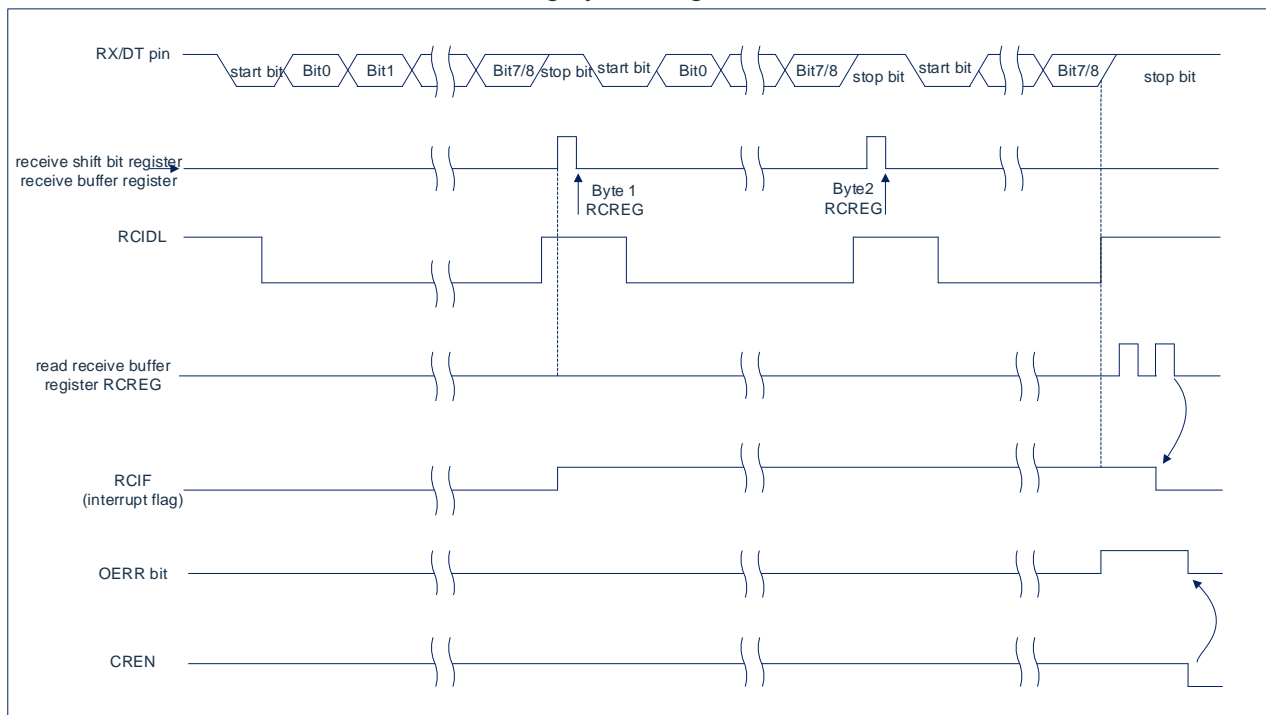 RX/DT pin
start bit Bit0 Bit1 Bit7/8 stop bit start bit Bit0 Bit7/8 stop bit start bit Bit7/8 stop bit
receive shift bit register
receive buffer register
Byte 1
RCREG
Byte2
RCREG
RCIDL
read receive buffer
register RCREG
RCIF
(interrupt flag)
OERR bit
CREN